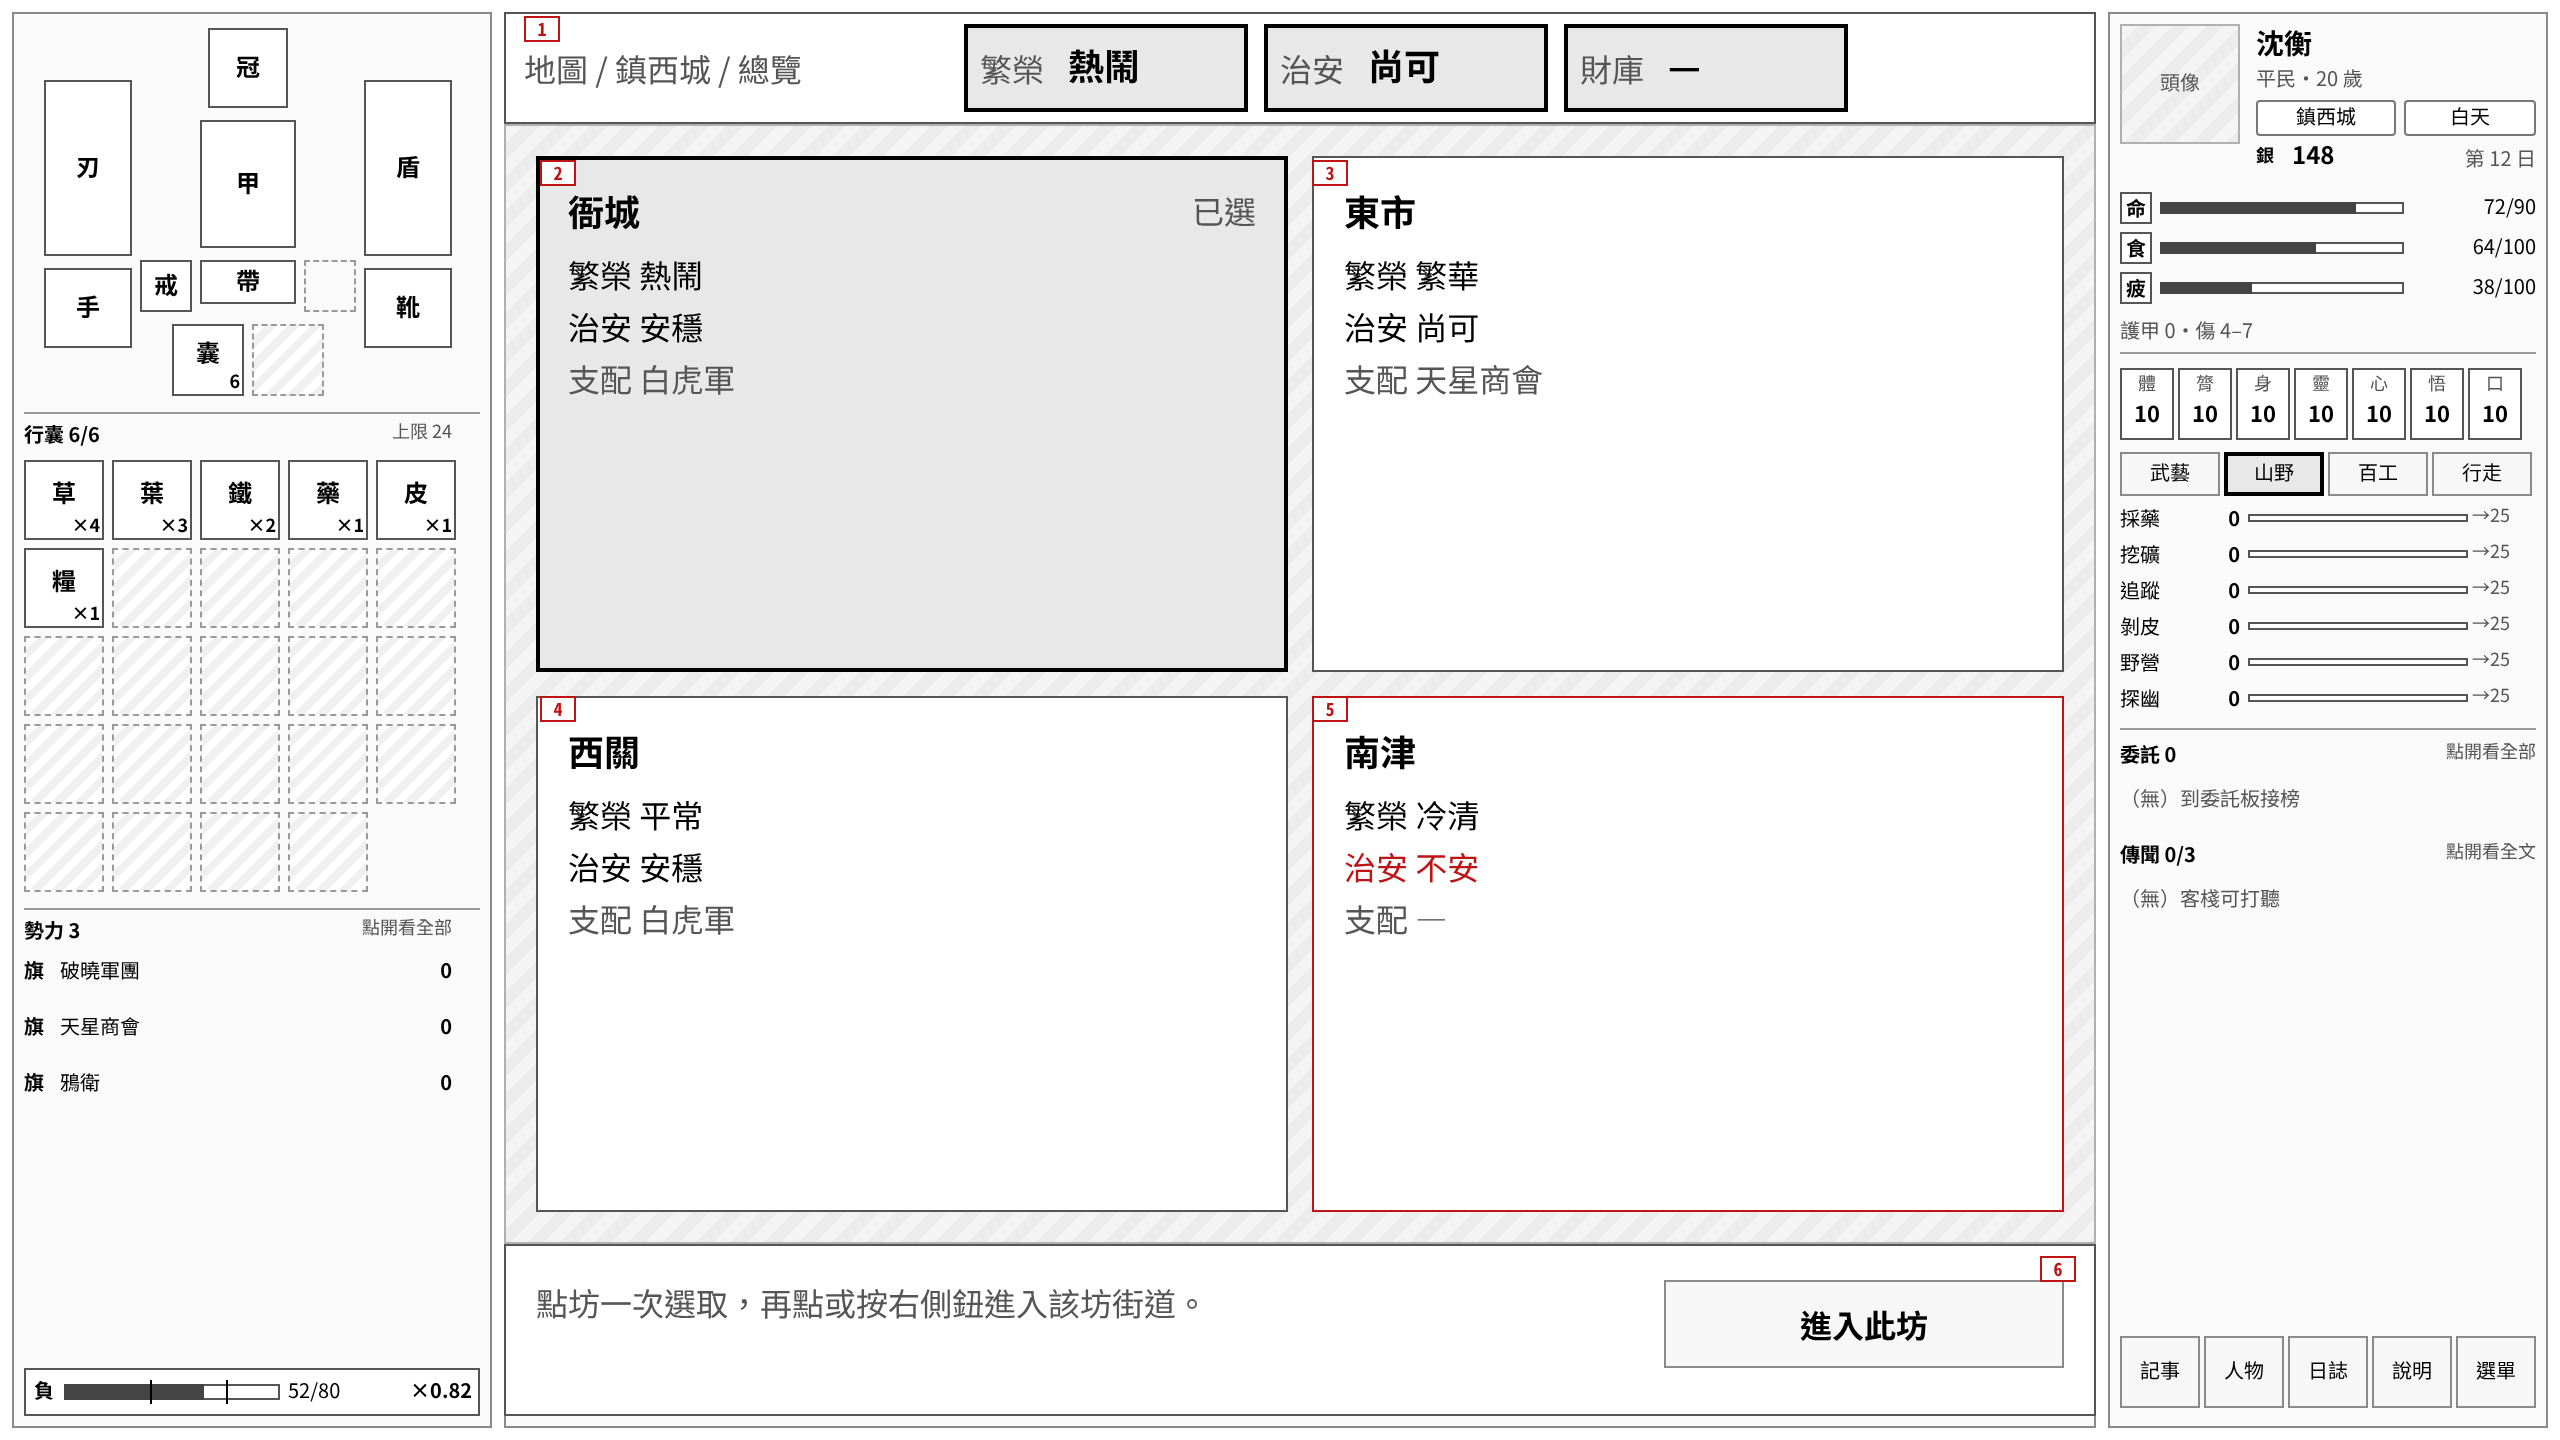 冠
刃
甲
盾
手
戒
帶
靴
囊
6
行囊 6/6
上限 24
草
×4
葉
×3
鐵
×2
藥
×1
皮
×1
糧
×1
勢力 3
點開看全部
旗 破曉軍團 0
旗 天星商會 0
旗 鴉衛 0
負 52/80 ×0.82
1
地圖 / 鎮西城 / 總覽
繁榮 熱鬧
治安 尚可
財庫 —
2
衙城
已選
繁榮 熱鬧
治安 安穩
支配 白虎軍
3
東市
繁榮 繁華
治安 尚可
支配 天星商會
4
西關
繁榮 平常
治安 安穩
支配 白虎軍
5
南津
繁榮 冷清
治安 不安
支配 —
點坊一次選取，再點或按右側鈕進入該坊街道。
6
進入此坊
頭像
沈衡
平民・20 歲
鎮西城
白天
銀 148
第 12 日
命 72/90
食 64/100
疲 38/100
護甲 0・傷 4–7
體 膂 身 靈 心 悟 口
10 10 10 10 10 10 10
武藝 山野 百工 行走
採藥 0 →25
挖礦 0 →25
追蹤 0 →25
剝皮 0 →25
野營 0 →25
探幽 0 →25
委託 0
點開看全部
（無）到委託板接榜
傳聞 0/3
點開看全文
（無）客棧可打聽
記事 人物 日誌 說明 選單